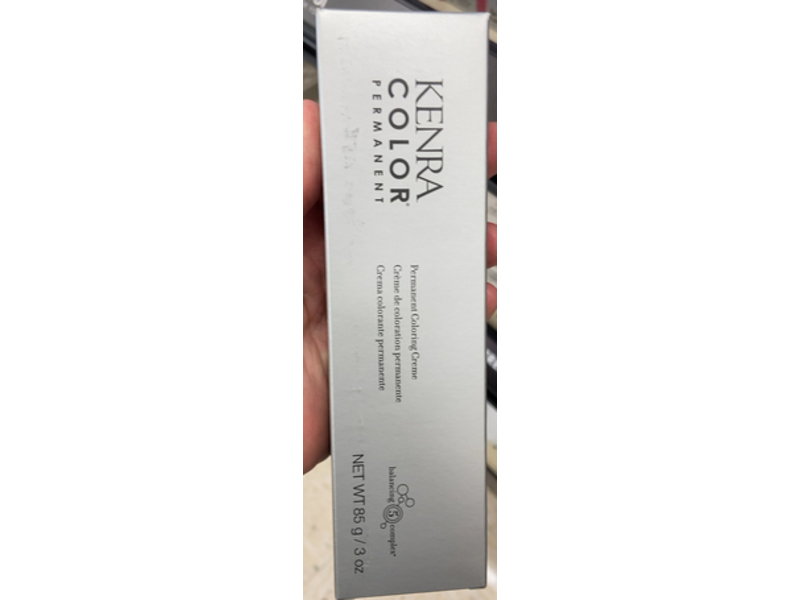 KENRA
COLOR®
PERMANENT
Permanent Coloring Creme
Crème de coloration permanente
Crema colorante permanente
balancing 5 complex®
NET WT 85 g / 3 oz